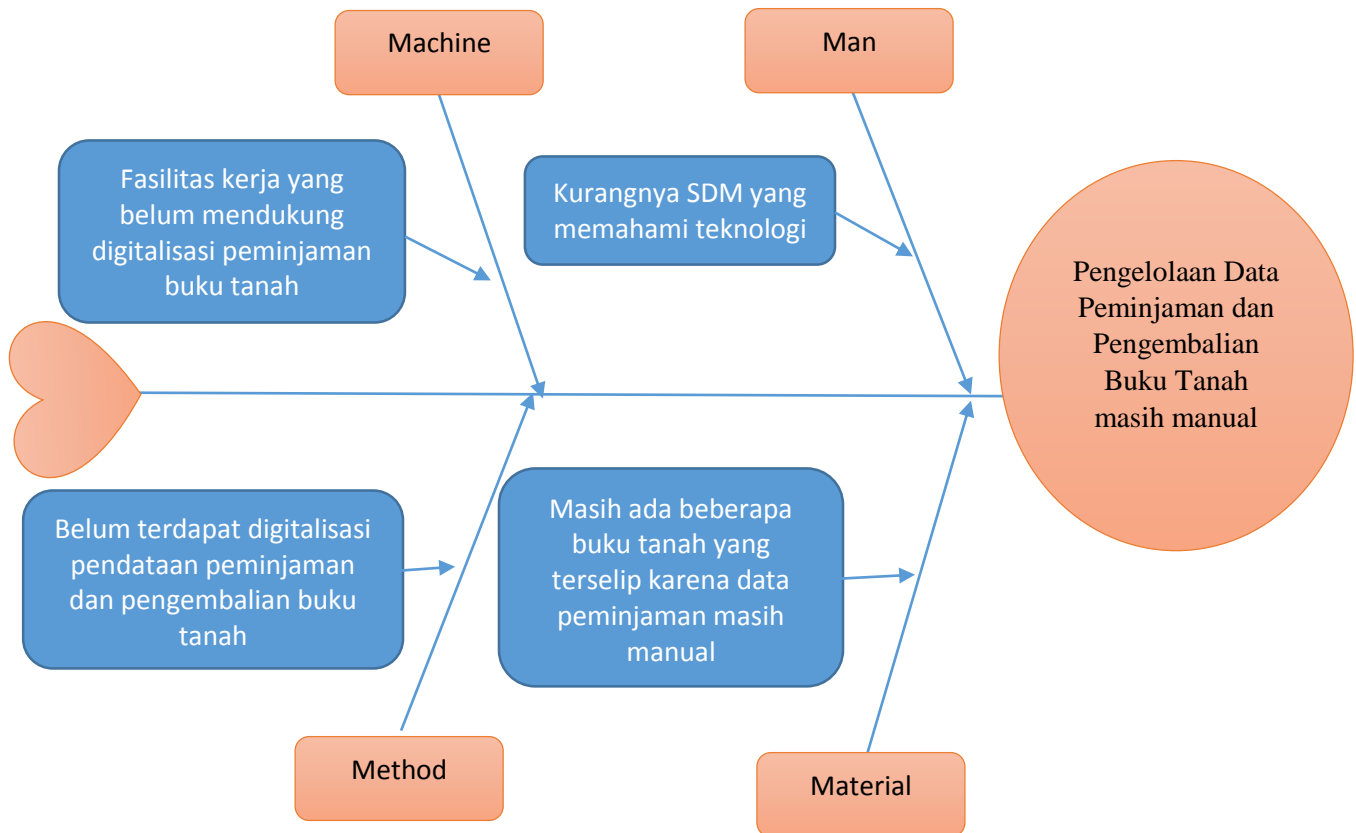 Machine
Man
Fasilitas kerja yang
belum mendukung
digitalisasi peminjaman
buku tanah
Kurangnya SDM yang
memahami teknologi
Pengelolaan Data
Peminjaman dan
Pengembalian
Buku Tanah
masih manual
Belum terdapat digitalisasi
pendataan peminjaman
dan pengembalian buku
tanah
Masih ada beberapa
buku tanah yang
terselip karena data
peminjaman masih
manual
Method
Material